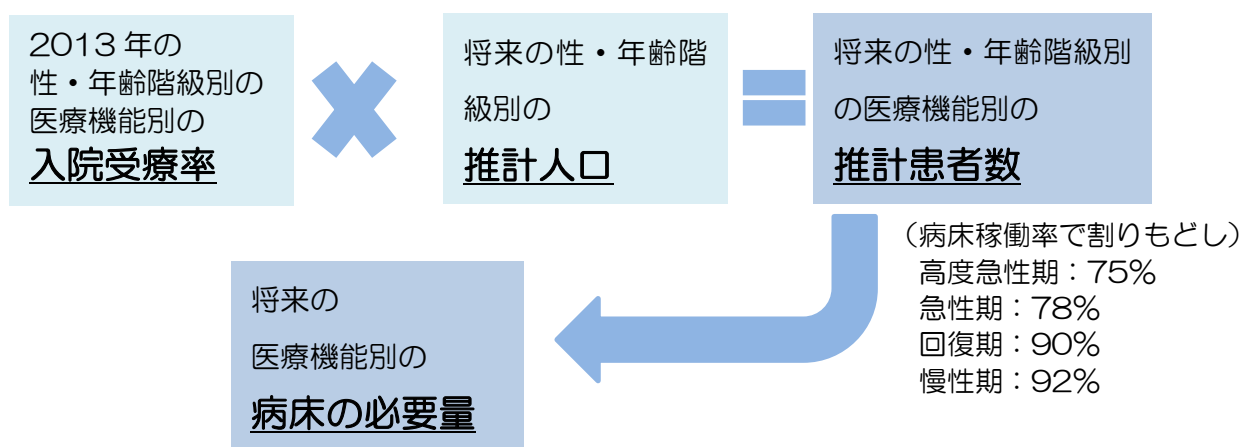 2013年の
性・年齢階級別の
医療機能別の
入院受療率
将来の性・年齢階
級別の
推計人口
将来の性・年齢階級別
の医療機能別の
推計患者数
（病床稼働率で割りもどし）
高度急性期：75%
急性期：78%
回復期：90%
慢性期：92%
将来の
医療機能別の
病床の必要量